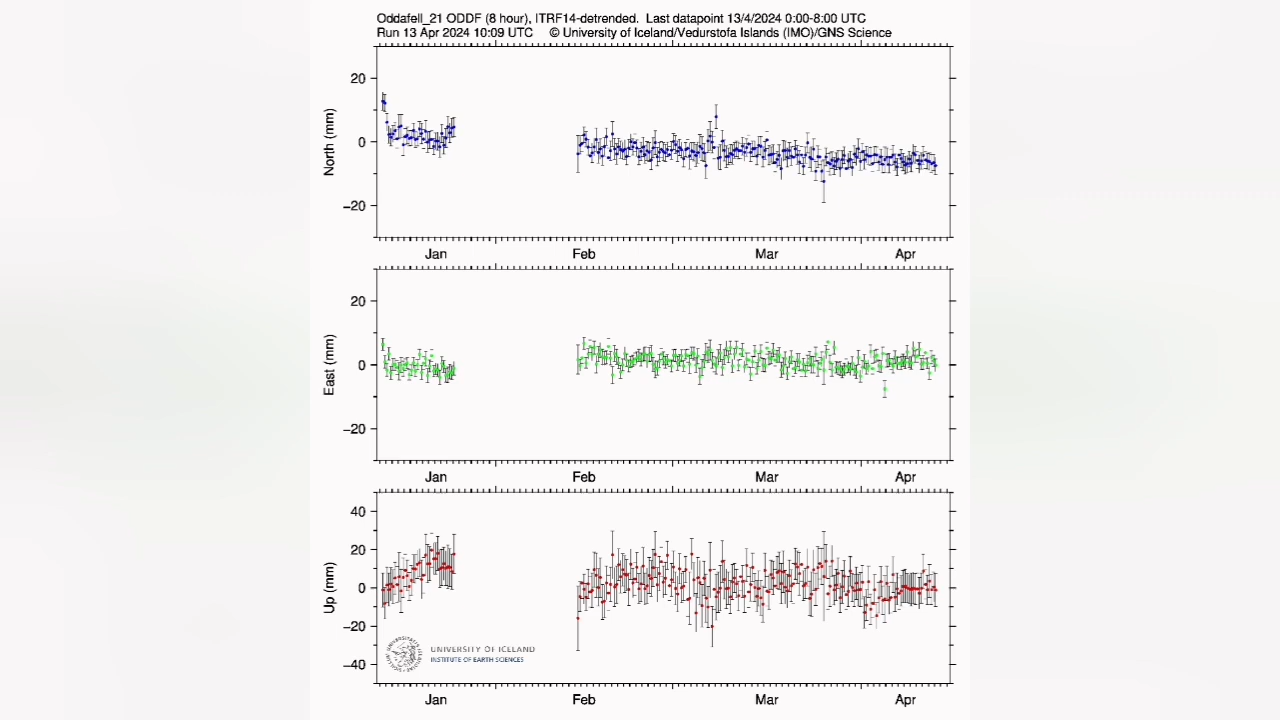 Oddafell_21 ODDF (8 hour), ITRF14-detrended. Last datapoint 13/4/2024 0:00-8:00 UTC
Run 13 Apr 2024 10:09 UTC © University of Iceland/Vedurstofa Islands (IMO)/GNS Science
North (mm)
20
0
−20
Jan Feb Mar Apr
East (mm)
20
0
−20
Jan Feb Mar Apr
Up (mm)
40
20
0
−20
−40
UNIVERSITY OF ICELAND
INSTITUTE OF EARTH SCIENCES
Jan Feb Mar Apr